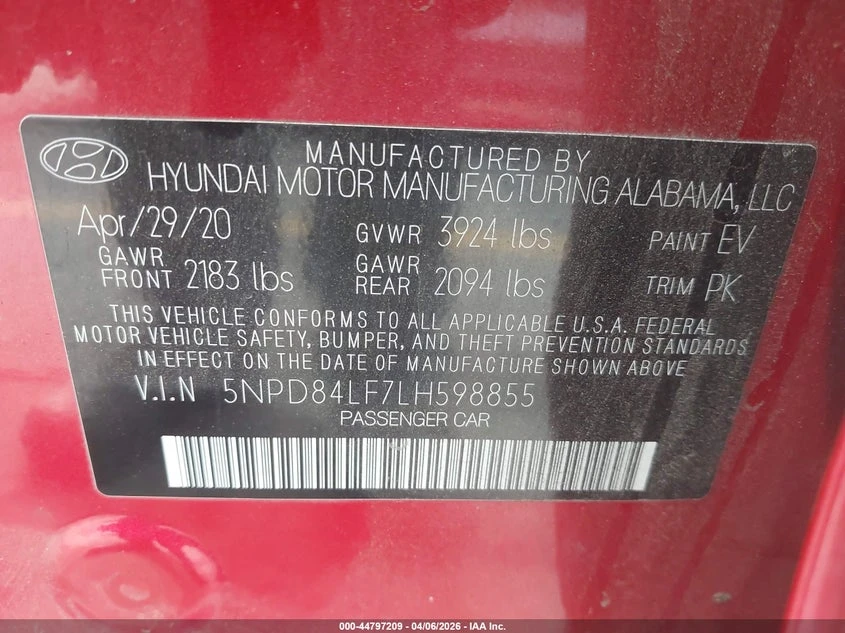 MANUFACTURED BY
HYUNDAI MOTOR MANUFACTURING ALABAMA, LLC
Apr/29/20 GVWR 3924 lbs PAINT EV
GAWR FRONT 2183 lbs GAWR REAR 2094 lbs TRIM PK
THIS VEHICLE CONFORMS TO ALL APPLICABLE U.S.A. FEDERAL
MOTOR VEHICLE SAFETY, BUMPER, AND THEFT PREVENTION STANDARDS
IN EFFECT ON THE DATE OF MANUFACTURE SHOWN ABOVE.
V.I.N 5NPD84LF7LH598855
PASSENGER CAR
000-44797209 - 04/06/2026 - IAA Inc.